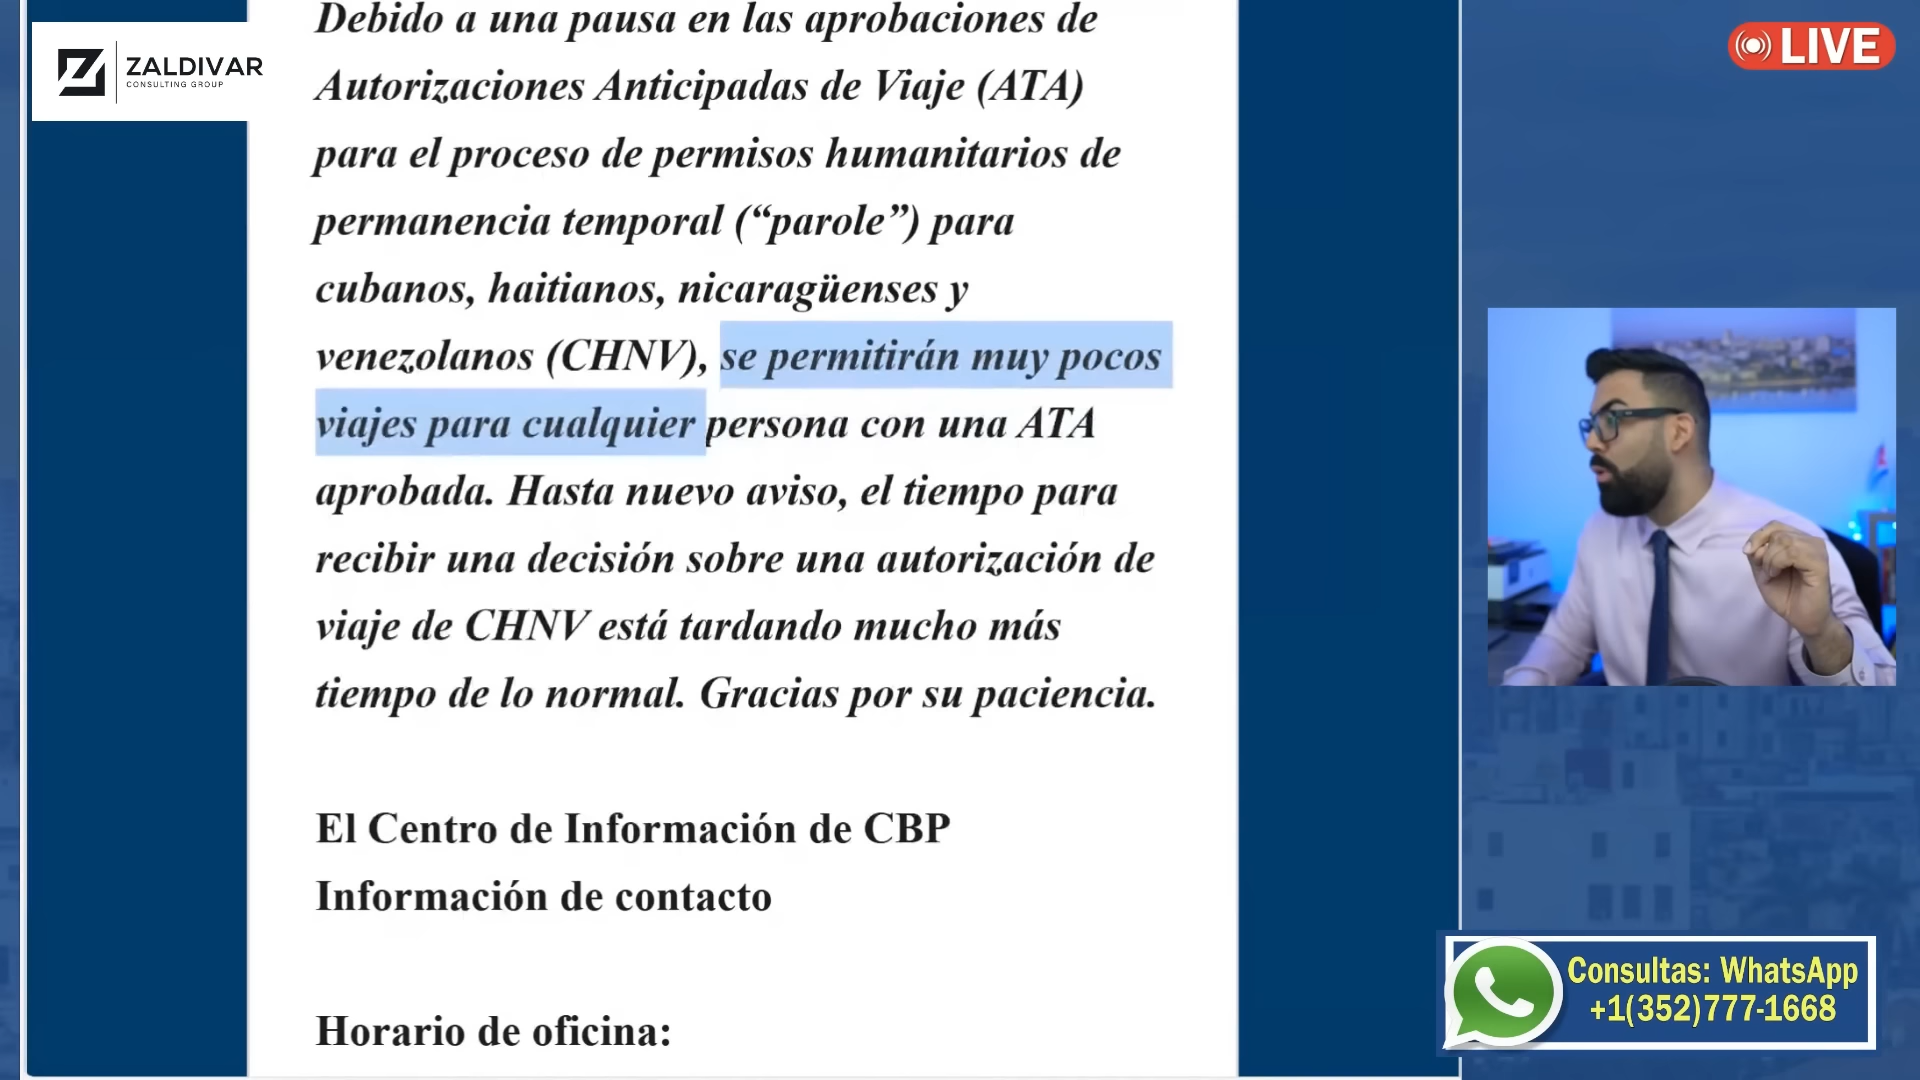 Debido a una pausa en las aprobaciones de
Autorizaciones Anticipadas de Viaje (ATA)
para el proceso de permisos humanitarios de
permanencia temporal (“parole”) para
cubanos, haitianos, nicaragüenses y
venezolanos (CHNV), se permitirán muy pocos
viajes para cualquier persona con una ATA
aprobada. Hasta nuevo aviso, el tiempo para
recibir una decisión sobre una autorización de
viaje de CHNV está tardando mucho más
tiempo de lo normal. Gracias por su paciencia.
El Centro de Información de CBP
Información de contacto
Horario de oficina:
ZALDIVAR
CONSULTING GROUP
LIVE
Consultas: WhatsApp
+1(352)777-1668